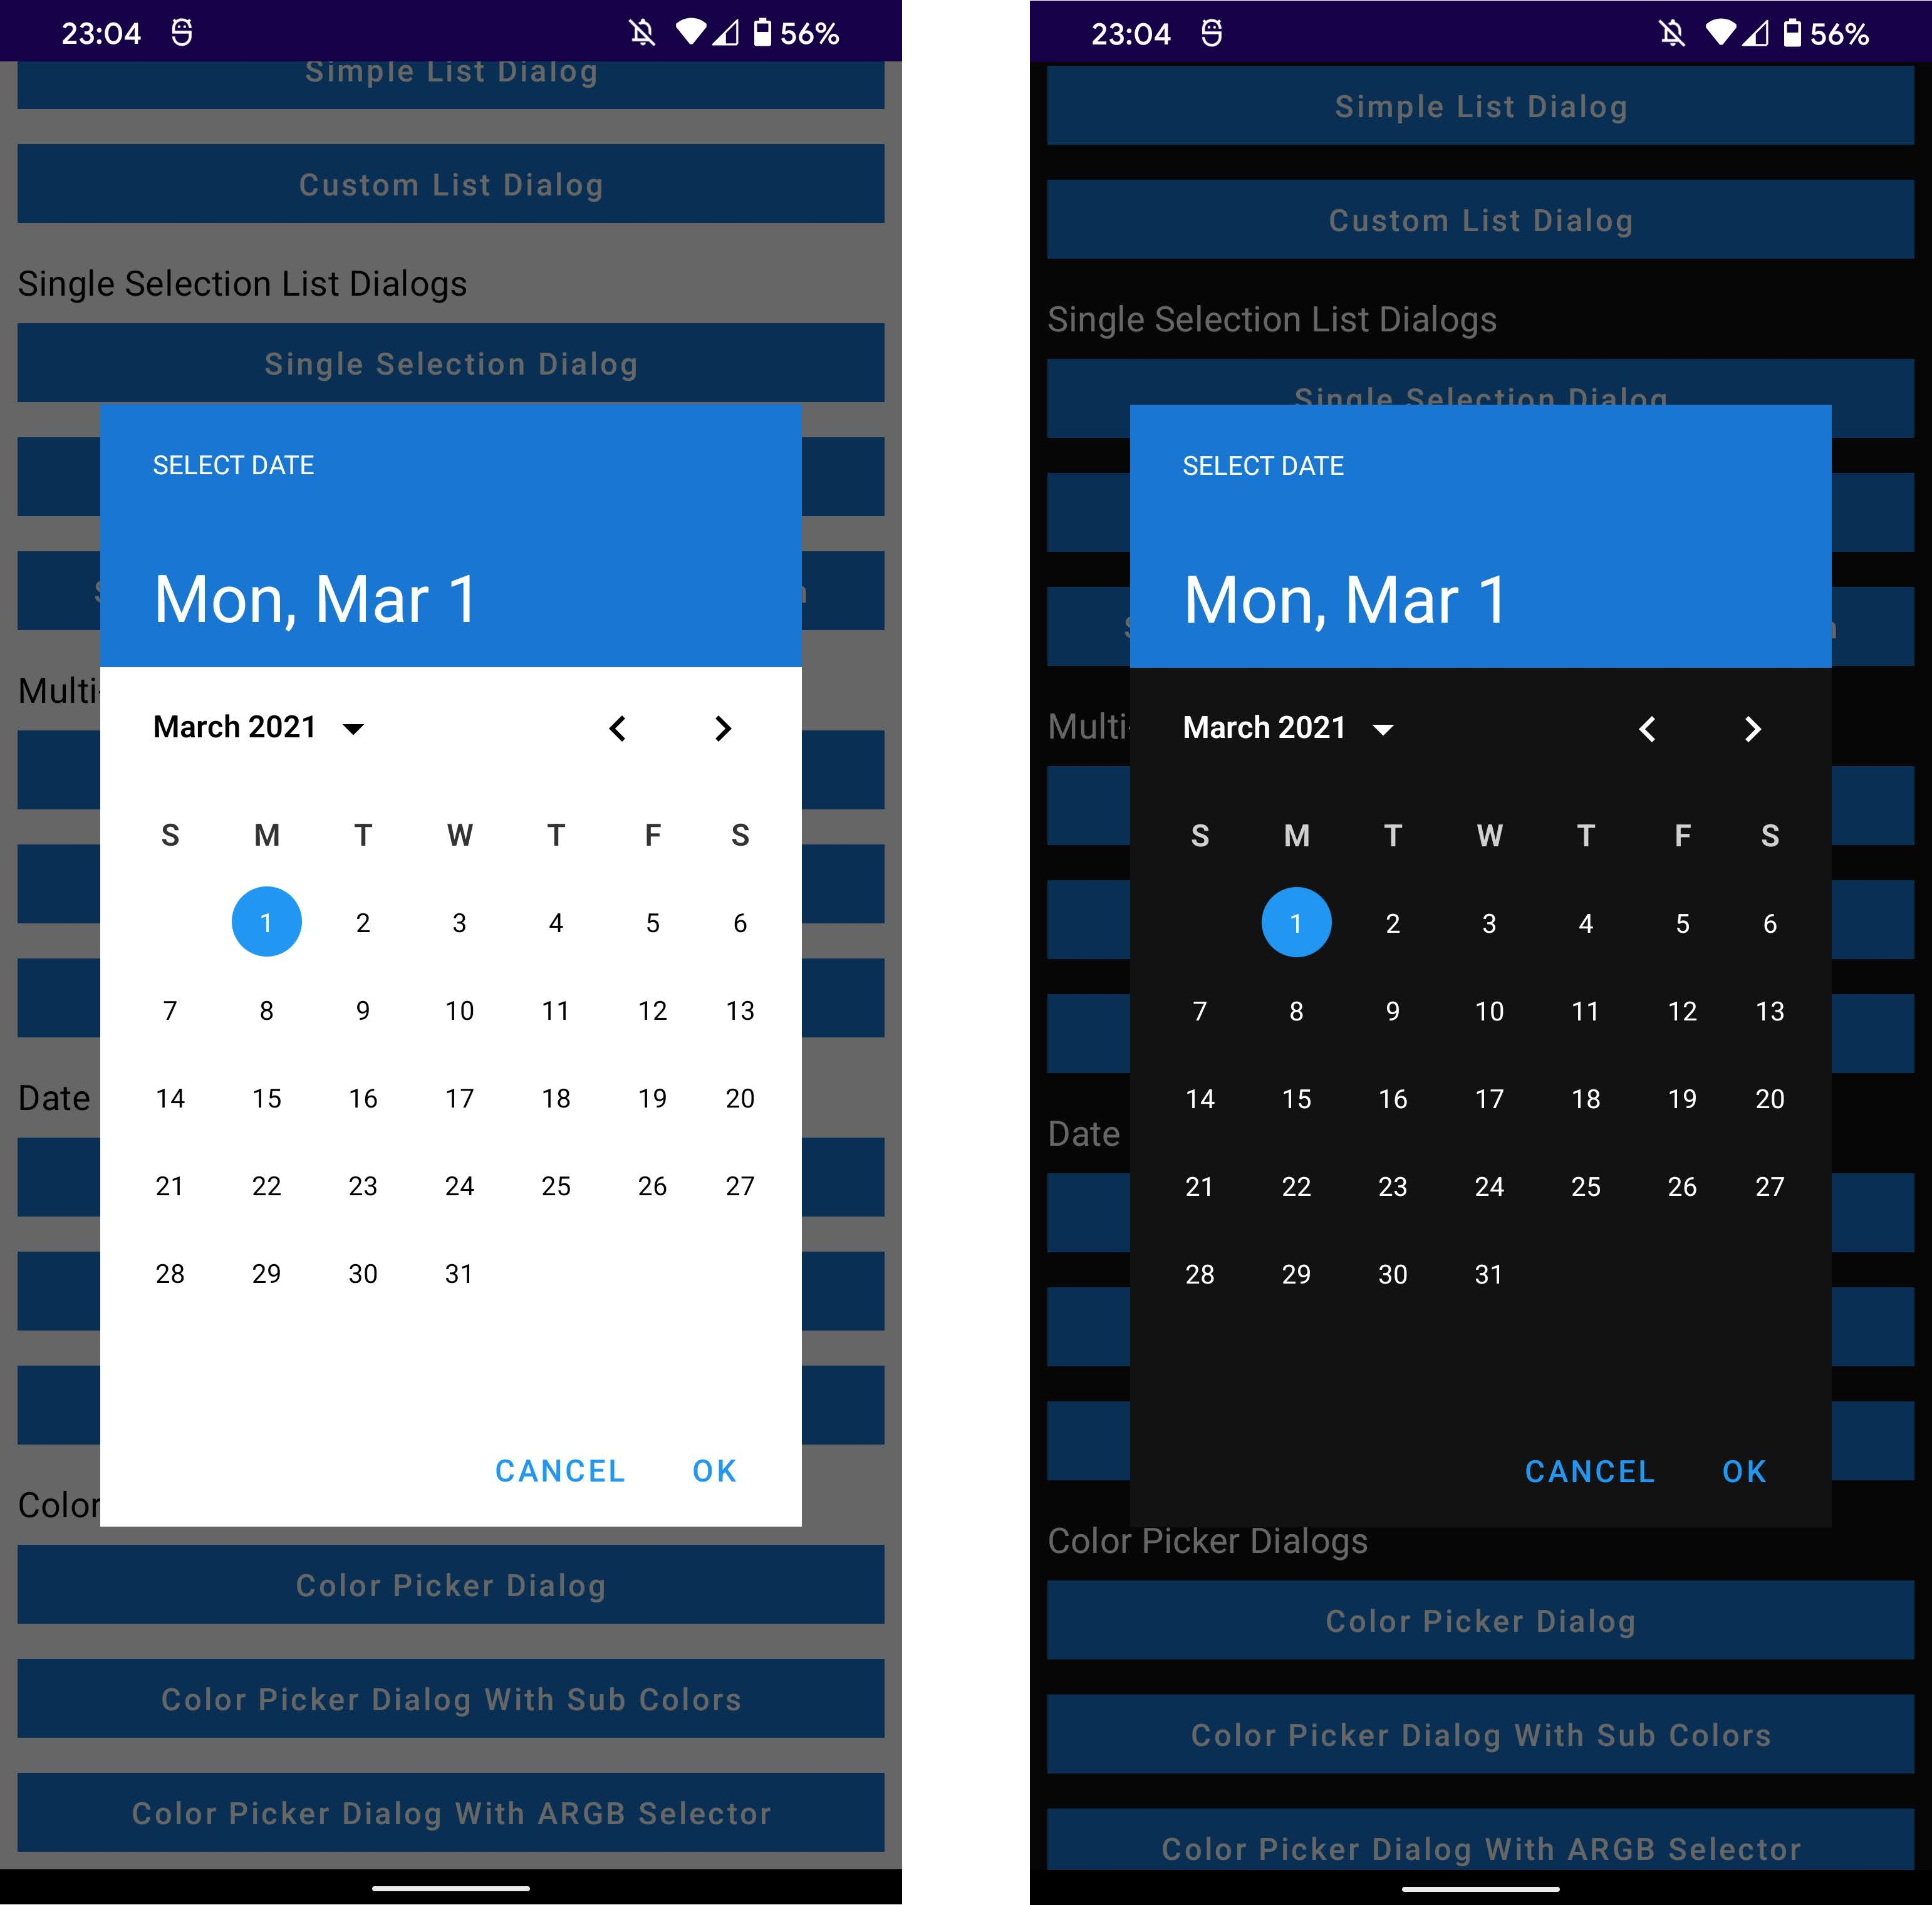 23:04 56%
Simple List Dialog
Custom List Dialog
Single Selection List Dialogs
Single Selection Dialog
SELECT DATE
Mon, Mar 1
Multi-
March 2021
S M T W T F S
1 2 3 4 5 6
7 8 9 10 11 12 13
Date
14 15 16 17 18 19 20
21 22 23 24 25 26 27
28 29 30 31
CANCEL OK
Color
Color Picker Dialog
Color Picker Dialog With Sub Colors
Color Picker Dialog With ARGB Selector
23:04 56%
Simple List Dialog
Custom List Dialog
Single Selection List Dialogs
Single Selection Dialog
SELECT DATE
Mon, Mar 1
Multi-
March 2021
S M T W T F S
1 2 3 4 5 6
7 8 9 10 11 12 13
14 15 16 17 18 19 20
Date
21 22 23 24 25 26 27
28 29 30 31
CANCEL OK
Color Picker Dialogs
Color Picker Dialog
Color Picker Dialog With Sub Colors
Color Picker Dialog With ARGB Selector